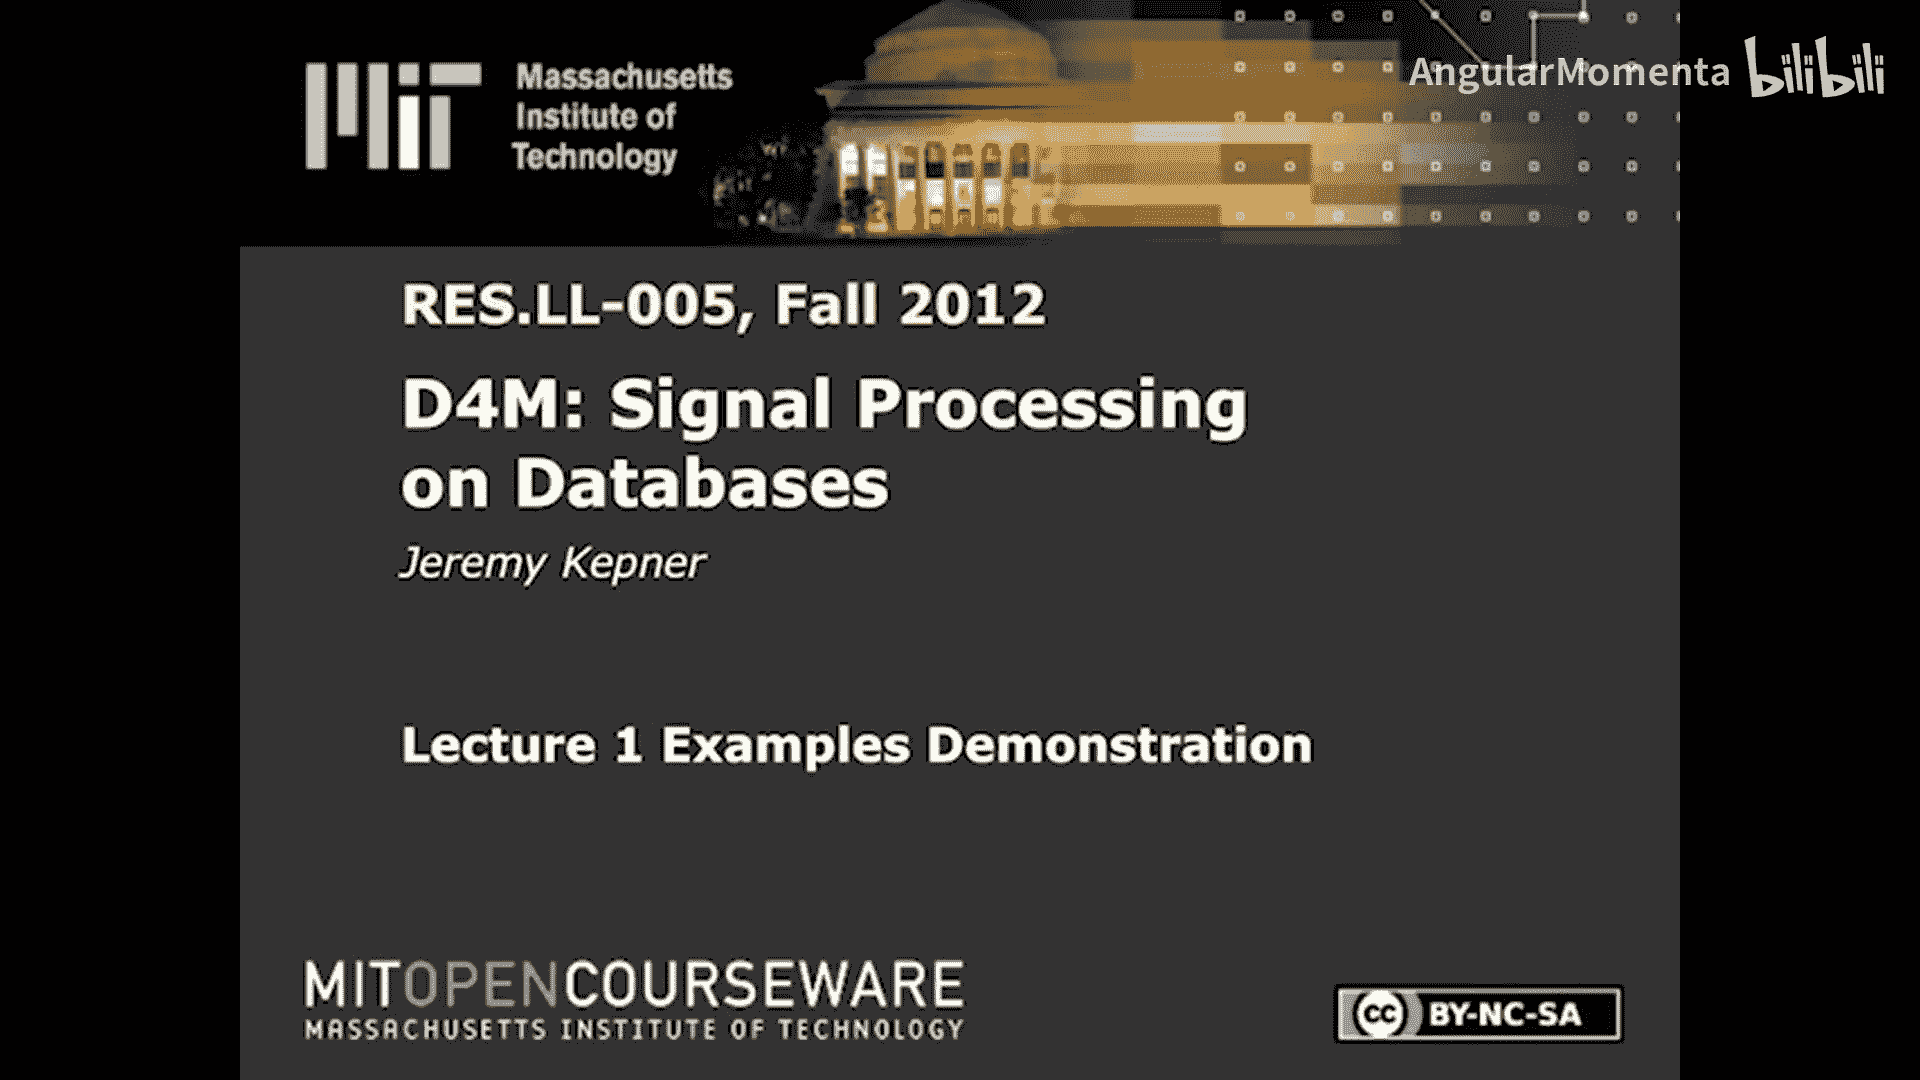 MIT
Massachusetts
Institute of
Technology
AngularMomenta bilibili
RES.LL-005, Fall 2012
D4M: Signal Processing
on Databases
Jeremy Kepner
Lecture 1 Examples Demonstration
MITOPENCOURSEWARE
MASSACHUSETTS INSTITUTE OF TECHNOLOGY
cc BY-NC-SA